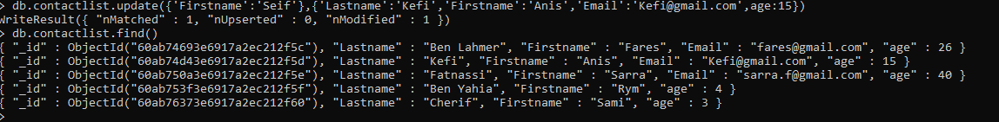 > db.contactlist.update({'Firstname':'Seif'},{'Lastname':'Kefi','Firstname':'Anis','Email':'Kefi@gmail.com',age:15})
WriteResult({ "nMatched" : 1, "nUpserted" : 0, "nModified" : 1 })
> db.contactlist.find()
{ "_id" : ObjectId("60ab74693e6917a2ec212f5c"), "Lastname" : "Ben Lahmer", "Firstname" : "Fares", "Email" : "fares@gmail.com", "age" : 26 }
{ "_id" : ObjectId("60ab74d43e6917a2ec212f5d"), "Lastname" : "Kefi", "Firstname" : "Anis", "Email" : "Kefi@gmail.com", "age" : 15 }
{ "_id" : ObjectId("60ab750a3e6917a2ec212f5e"), "Lastname" : "Fatnassi", "Firstname" : "Sarra", "Email" : "sarra.f@gmail.com", "age" : 40 }
{ "_id" : ObjectId("60ab753f3e6917a2ec212f5f"), "Lastname" : "Ben Yahia", "Firstname" : "Rym", "age" : 4 }
{ "_id" : ObjectId("60ab76373e6917a2ec212f60"), "Lastname" : "Cherif", "Firstname" : "Sami", "age" : 3 }
>